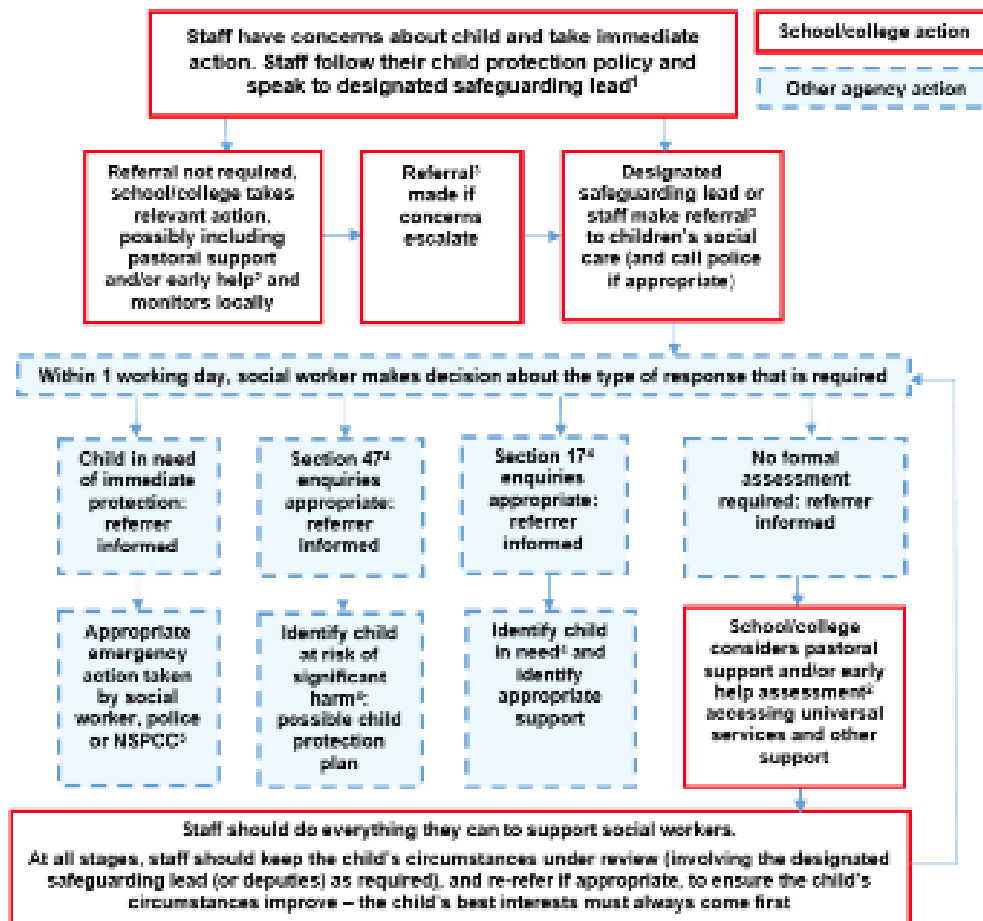 Staff have concerns about child and take immediate
action. Staff follow their child protection policy and
speak to designated safeguarding lead¹
School/college action
Other agency action
Referral not required,
school/college takes
relevant action,
possibly including
pastoral support
and/or early help² and
monitors locally
Referral³
made if
concerns
escalate
Designated
safeguarding lead or
staff make referral³
to children's social
care (and call police
if appropriate)
Within 1 working day, social worker makes decision about the type of response that is required
Child in need
of immediate
protection:
referrer
informed
Section 47⁴
enquiries
appropriate:
referrer
informed
Section 17⁴
enquiries
appropriate:
referrer
informed
No formal
assessment
required: referrer
informed
Appropriate
emergency
action taken
by social
worker, police
or NSPCC⁵
Identify child
at risk of
significant
harm⁴:
possible child
protection
plan
Identify child
in need⁴ and
identify
appropriate
support
School/college
considers pastoral
support and/or early
help assessment²
accessing universal
services and other
support
Staff should do everything they can to support social workers.
At all stages, staff should keep the child's circumstances under review (involving the designated
safeguarding lead (or deputies) as required), and re-refer if appropriate, to ensure the child's
circumstances improve – the child's best interests must always come first